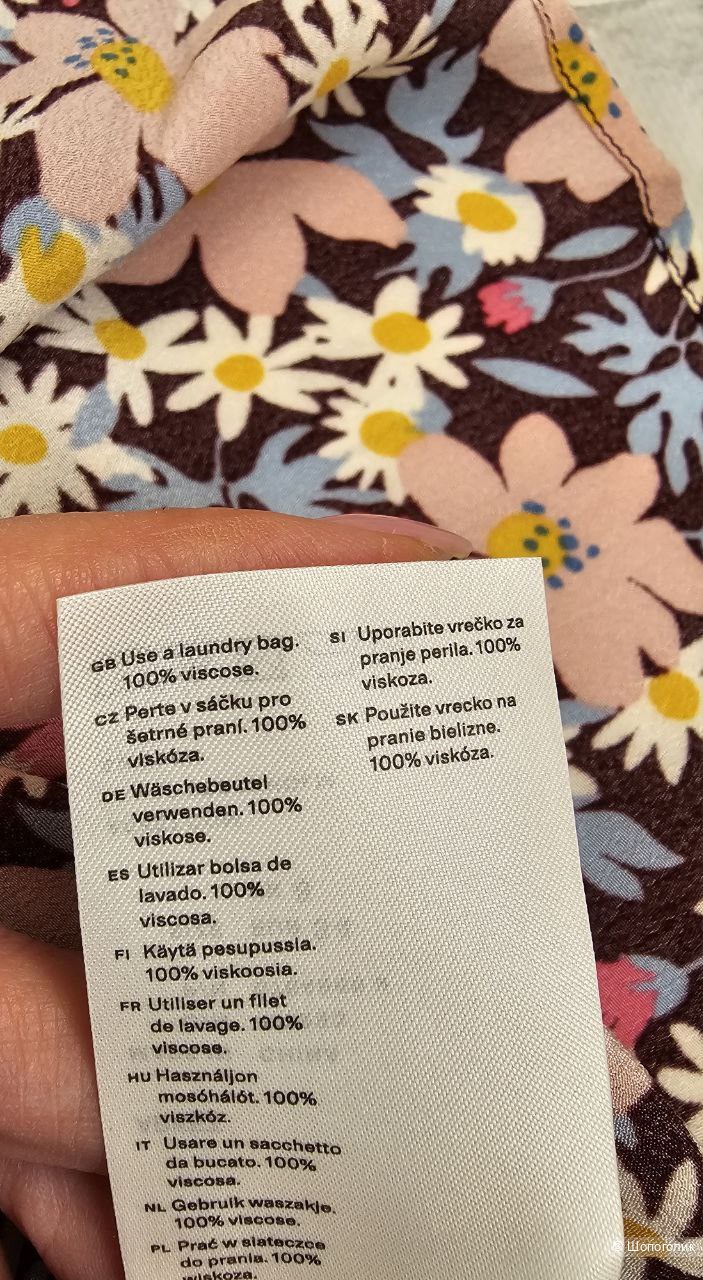 GB Use a laundry bag.
100% viscose.
CZ Perte v sáčku pro
šetrné praní. 100%
viskóza.
DE Wäschebeutel
verwenden. 100%
viskose.
ES Utilizar bolsa de
lavado. 100%
viscosa.
FI Käytä pesupussia.
100% viskoosia.
FR Utiliser un filet
de lavage. 100%
viscose.
HU Használjon
mosóhálót. 100%
viszkóz.
IT Usare un sacchetto
da bucato. 100%
viscosa.
NL Gebruik waszakje.
100% viscose.
PL Prać w siateczce
do prania. 100%
wiskoza.
SI Uporabite vrečko za
pranje perila. 100%
viskoza.
SK Použite vrecko na
pranie bielizne.
100% viskóza.
Шопоголик